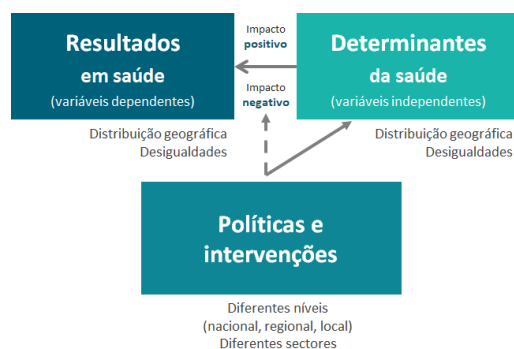 Resultados
em saúde
(variáveis dependentes)
Impacto
positivo
Impacto
negativo
Determinantes
da saúde
(variáveis independentes)
Distribuição geográfica
Desigualdades
Distribuição geográfica
Desigualdades
Políticas e
intervenções
Diferentes níveis
(nacional, regional, local)
Diferentes sectores